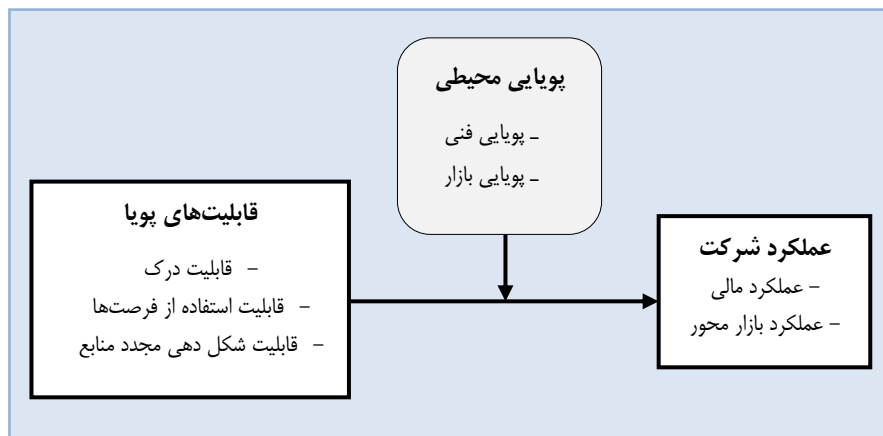 پویایی محیطی
ـ پویایی فنی
ـ پویایی بازار
قابلیت‌های پویا
– قابلیت درک
– قابلیت استفاده از فرصت‌ها
– قابلیت شکل دهی مجدد منابع
عملکرد شرکت
– عملکرد مالی
– عملکرد بازار محور